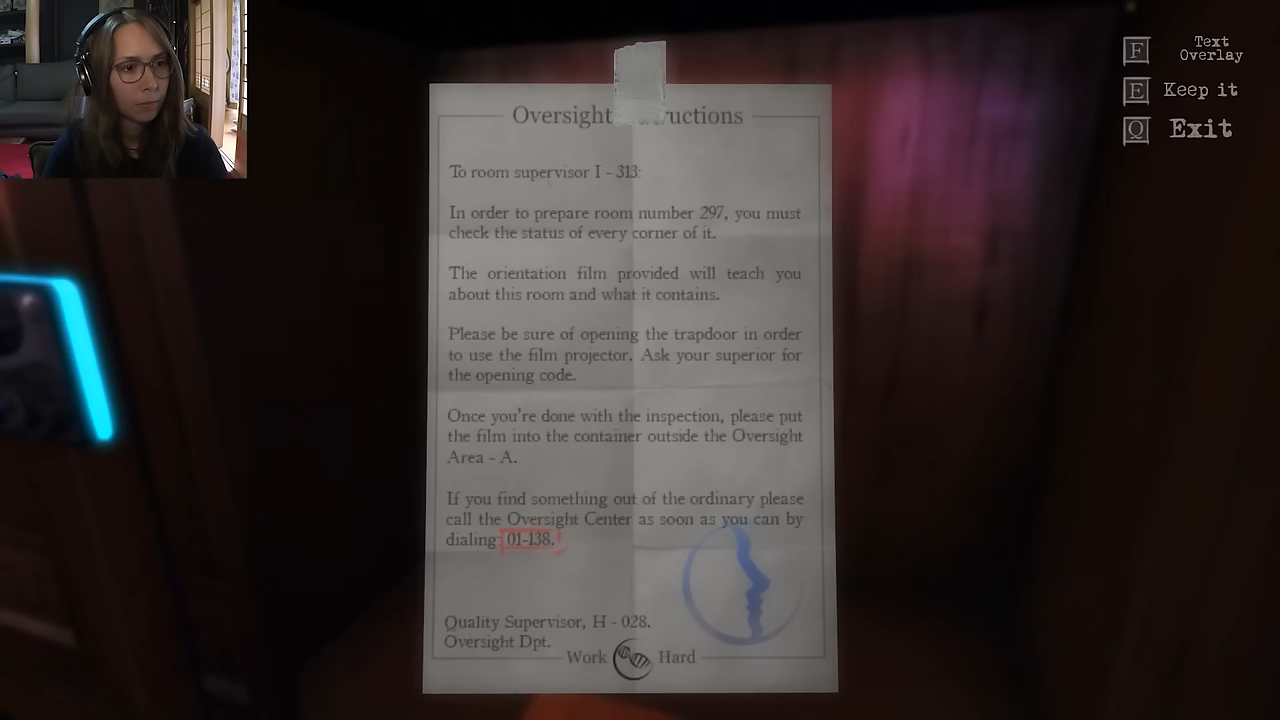 F Text
Overlay
E Keep it
Q Exit
Oversight ructions
To room supervisor I - 313:
In order to prepare room number 297, you must
check the status of every corner of it.
The orientation film provided will teach you
about this room and what it contains.
Please be sure of opening the trapdoor in order
to use the film projector. Ask your superior for
the opening code.
Once you're done with the inspection, please put
the film into the container outside the Oversight
Area - A.
If you find something out of the ordinary please
call the Oversight Center as soon as you can by
dialing 01-138.
Quality Supervisor, H - 028.
Oversight Dpt.
Work Hard